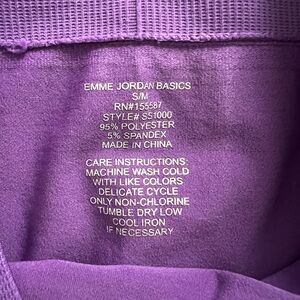 EMME JORDAN BASICS
S/M
RN#155587
STYLE# S51000
95% POLYESTER
5% SPANDEX
MADE IN CHINA
CARE INSTRUCTIONS:
MACHINE WASH COLD
WITH LIKE COLORS
DELICATE CYCLE
ONLY NON-CHLORINE
TUMBLE DRY LOW
COOL IRON
IF NECESSARY